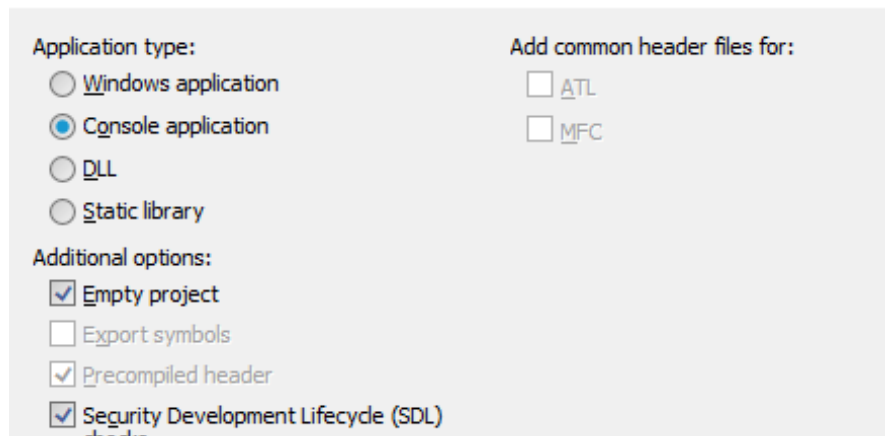 Application type:
Windows application
Console application
DLL
Static library
Additional options:
Empty project
Export symbols
Precompiled header
Security Development Lifecycle (SDL)
Add common header files for:
ATL
MFC